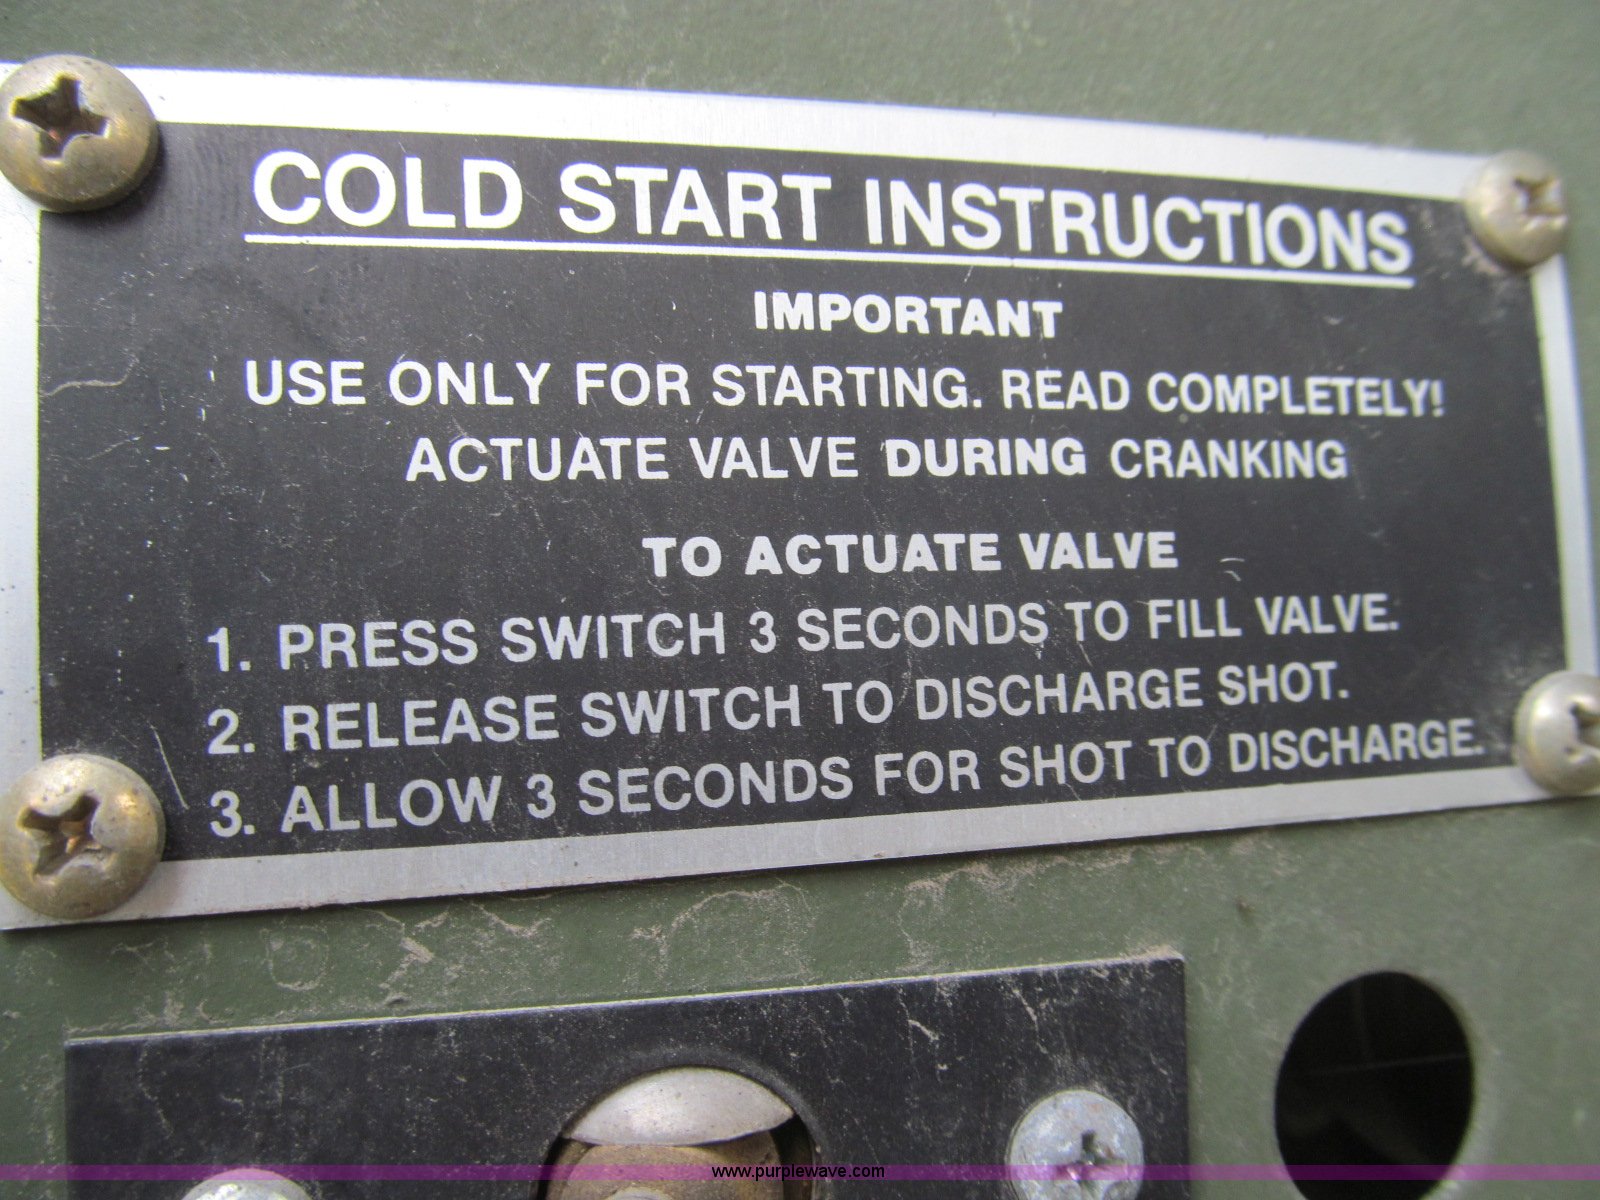 COLD START INSTRUCTIONS
IMPORTANT
USE ONLY FOR STARTING. READ COMPLETELY!
ACTUATE VALVE DURING CRANKING
TO ACTUATE VALVE
1. PRESS SWITCH 3 SECONDS TO FILL VALVE.
2. RELEASE SWITCH TO DISCHARGE SHOT.
3. ALLOW 3 SECONDS FOR SHOT TO DISCHARGE.
www.purplewave.com